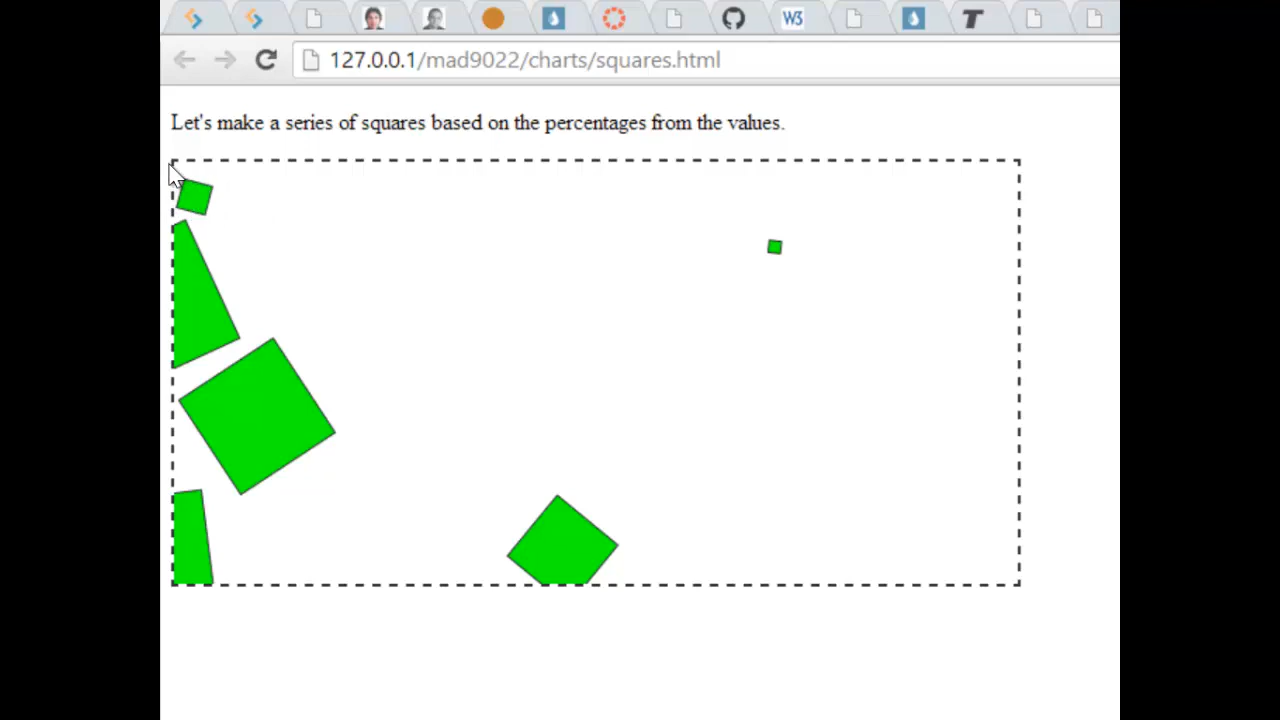 W3
127.0.0.1/mad9022/charts/squares.html
Let's make a series of squares based on the percentages from the values.